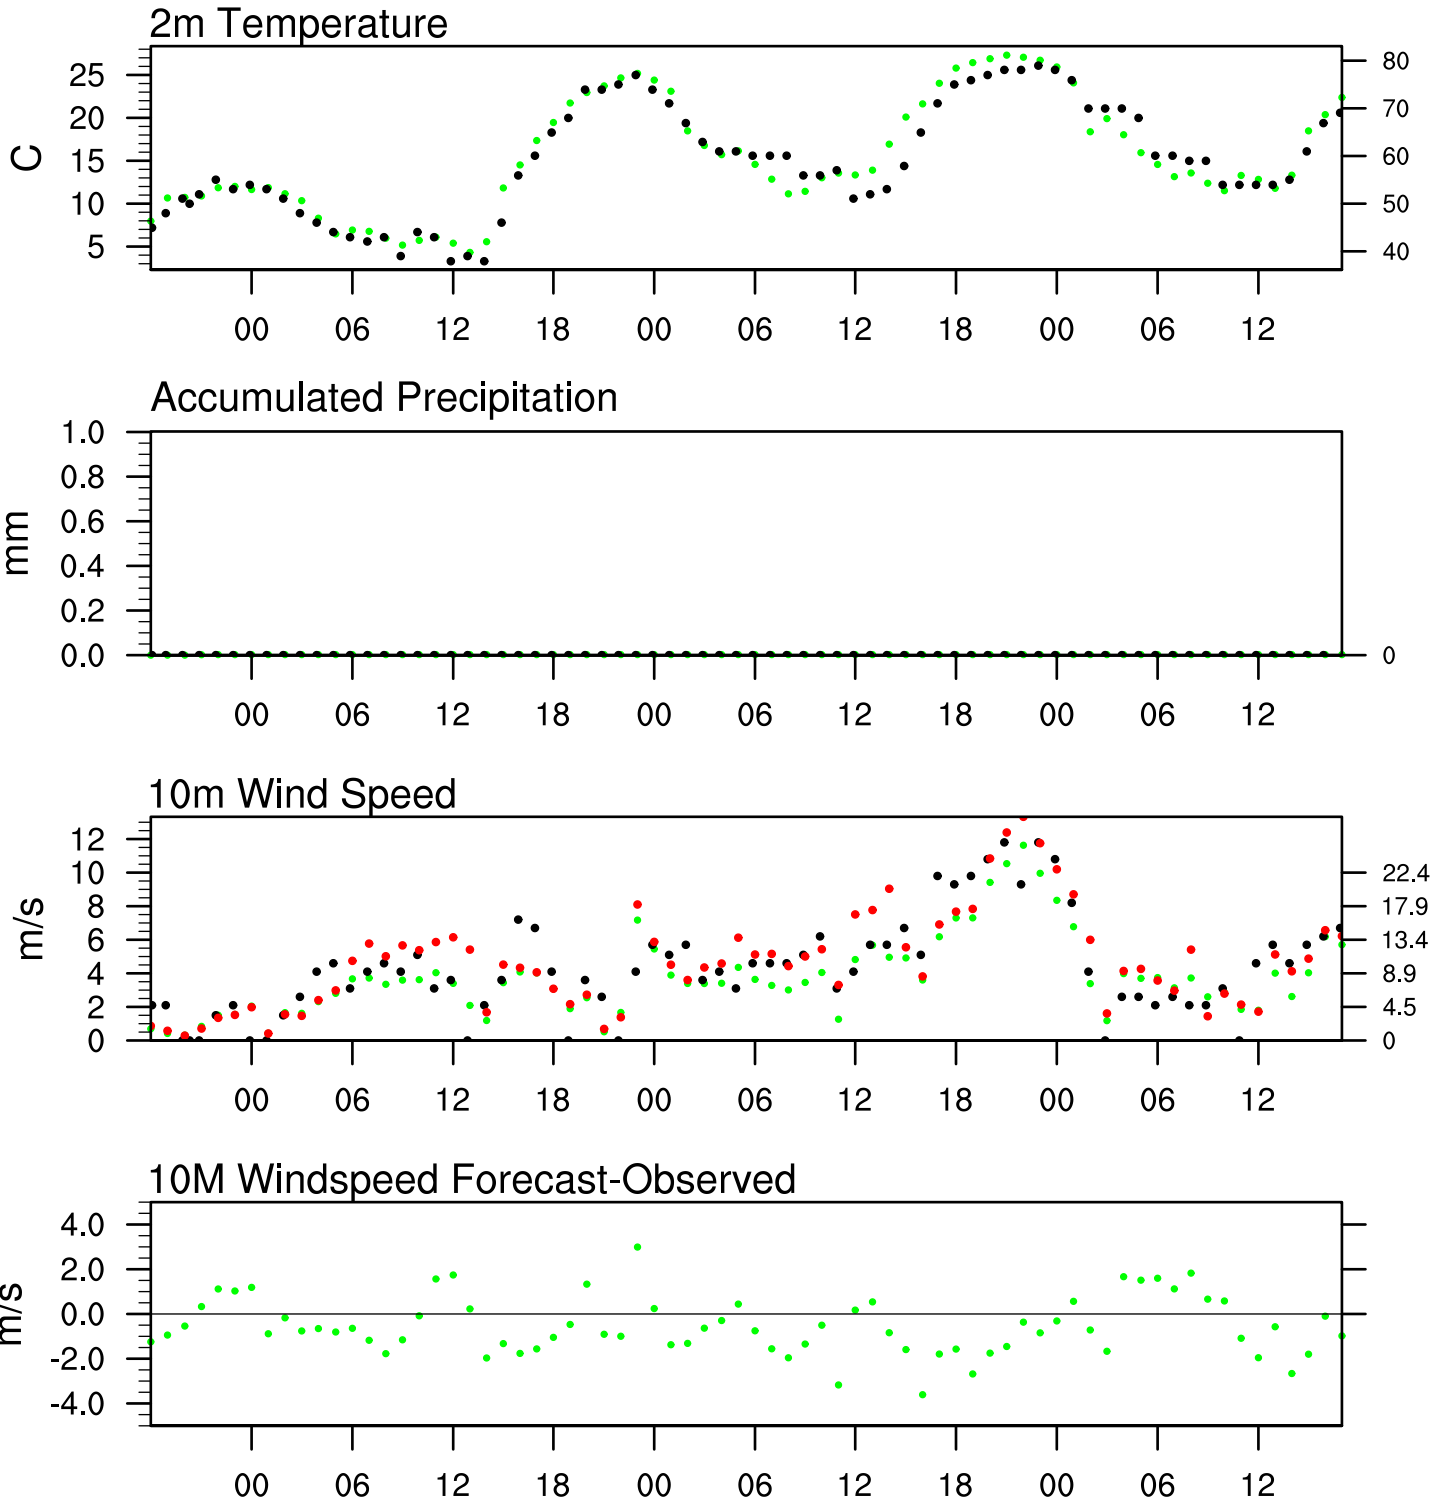 2m Temperature
25 80
20 70
C
15 60
10 50
5 40
00 06 12 18 00 06 12 18 00 06 12
Accumulated Precipitation
1.0
0.8
0.6
mm
0.4
0.2
0.0 0
00 06 12 18 00 06 12 18 00 06 12
10m Wind Speed
12
10 22.4
8 17.9
m/s
6 13.4
4 8.9
2 4.5
0 0
00 06 12 18 00 06 12 18 00 06 12
10M Windspeed Forecast-Observed
4.0
2.0
0.0
m/s
-2.0
-4.0
00 06 12 18 00 06 12 18 00 06 12